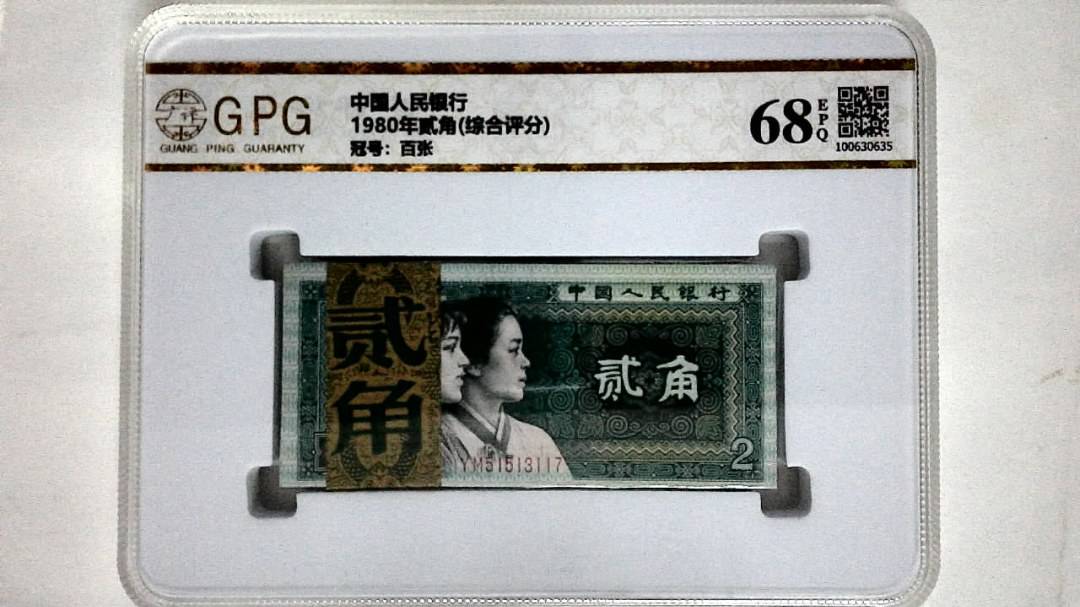 GPG
GUANG PING GUARANTY
中國人民银行
1980年贰角(综合评分)
冠号：百张
68
EPQ
100630635
中国人民银行
贰角
贰角
YM51513117
2